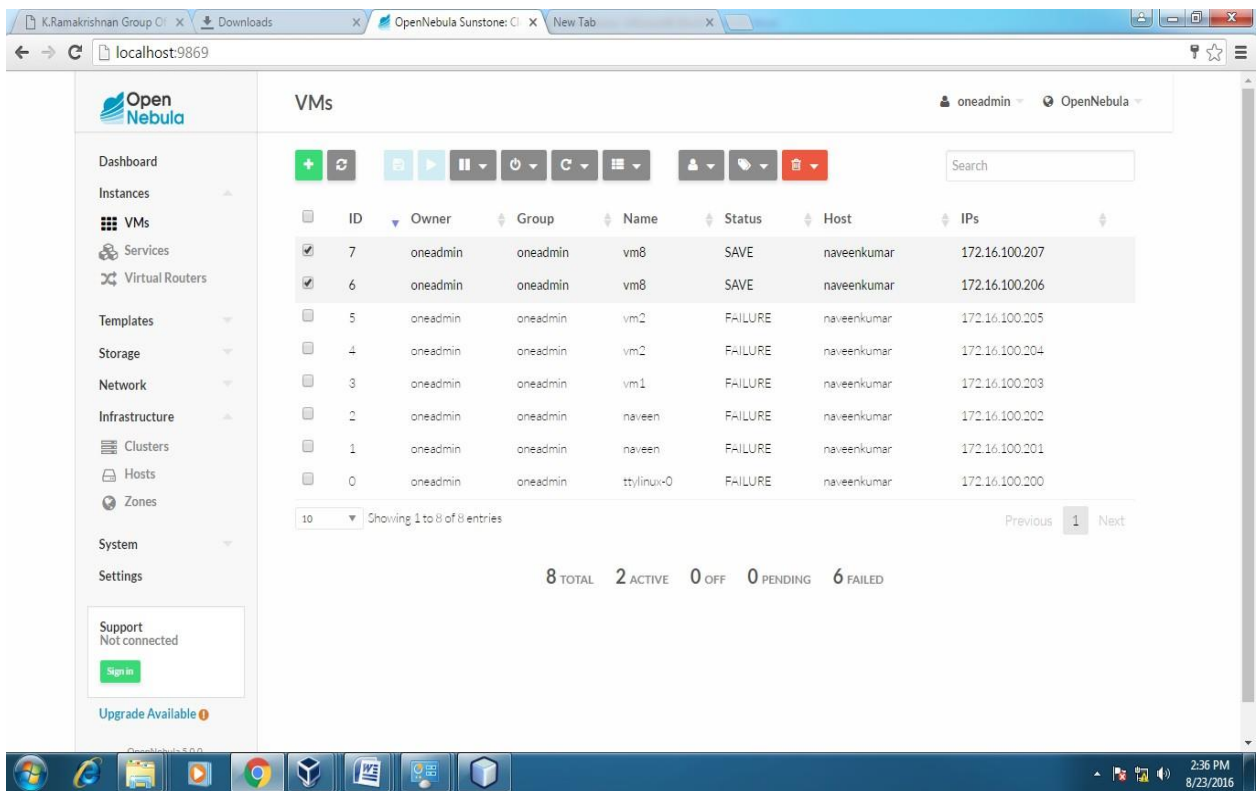 K.Ramakrishnan Group O
Downloads
OpenNebula Sunstone: Cl
New Tab
localhost:9869
Open
Nebula
VMs
oneadmin
OpenNebula
Dashboard
Instances
VMs
Services
Virtual Routers
Templates
Storage
Network
Infrastructure
Clusters
Hosts
Zones
System
Settings
Support
Not connected
Sign in
Upgrade Available
OpenNebula 5.0.0
Search
ID Owner Group Name Status Host IPs
7 oneadmin oneadmin vm8 SAVE naveenkumar 172.16.100.207
6 oneadmin oneadmin vm8 SAVE naveenkumar 172.16.100.206
5 oneadmin oneadmin vm2 FAILURE naveenkumar 172.16.100.205
4 oneadmin oneadmin vm2 FAILURE naveenkumar 172.16.100.204
3 oneadmin oneadmin vm1 FAILURE naveenkumar 172.16.100.203
2 oneadmin oneadmin naveen FAILURE naveenkumar 172.16.100.202
1 oneadmin oneadmin naveen FAILURE naveenkumar 172.16.100.201
0 oneadmin oneadmin ttylinux-0 FAILURE naveenkumar 172.16.100.200
10 Showing 1 to 8 of 8 entries
Previous 1 Next
8 TOTAL 2 ACTIVE 0 OFF 0 PENDING 6 FAILED
2:36 PM
8/23/2016